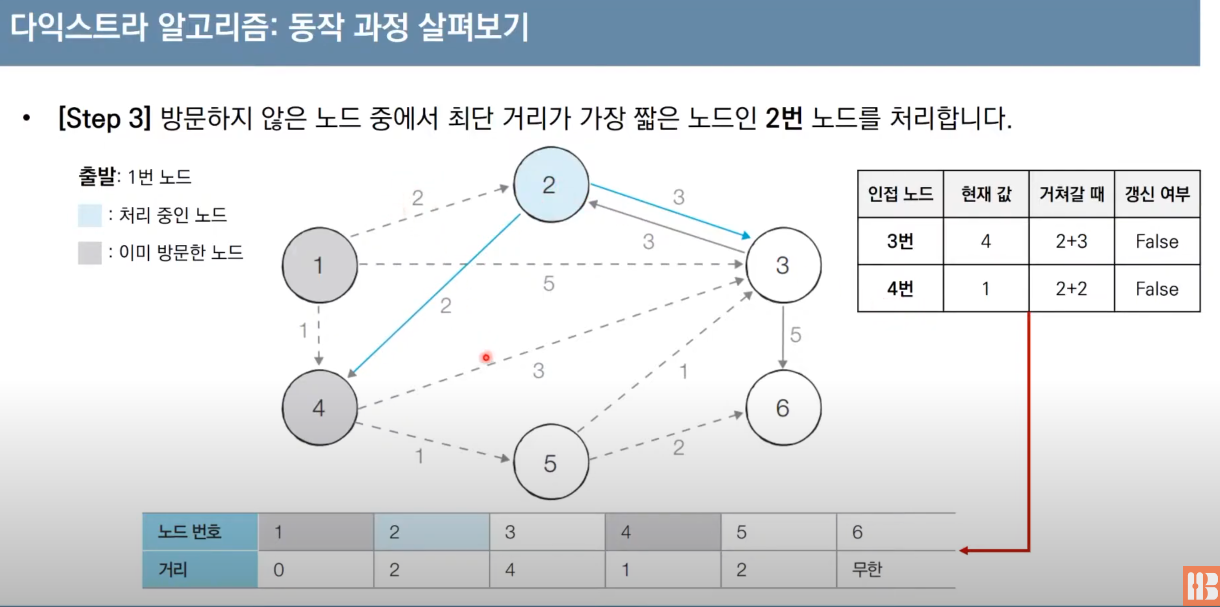 다익스트라 알고리즘: 동작 과정 살펴보기
• [Step 3] 방문하지 않은 노드 중에서 최단 거리가 가장 짧은 노드인 2번 노드를 처리합니다.
출발: 1번 노드
: 처리 중인 노드
: 이미 방문한 노드
2
2
3
3
1
5
3
2
1
3
5
4
1
6
1
5
2
인접 노드 현재 값 거쳐갈 때 갱신 여부
3번 4 2+3 False
4번 1 2+2 False
노드 번호 1 2 3 4 5 6
거리 0 2 4 1 2 무한